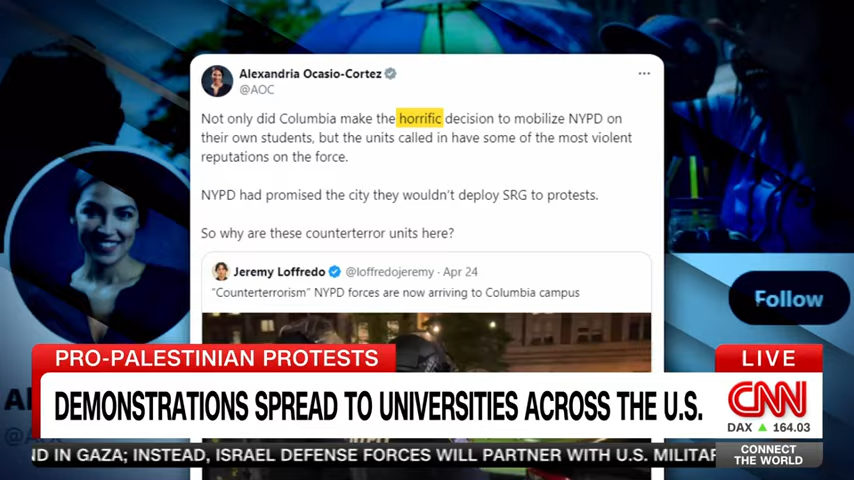 Alexandria Ocasio-Cortez
@AOC
Not only did Columbia make the horrific decision to mobilize NYPD on
their own students, but the units called in have some of the most violent
reputations on the force.
NYPD had promised the city they wouldn't deploy SRG to protests.
So why are these counterterror units here?
Jeremy Loffredo @loffredojeremy · Apr 24
"Counterterrorism" NYPD forces are now arriving to Columbia campus
Follow
PRO-PALESTINIAN PROTESTS
LIVE
DEMONSTRATIONS SPREAD TO UNIVERSITIES ACROSS THE U.S.
CNN
DAX ▲ 164.03
IN GAZA; INSTEAD, ISRAEL DEFENSE FORCES WILL PARTNER WITH U.S.
CONNECT
THE WORLD